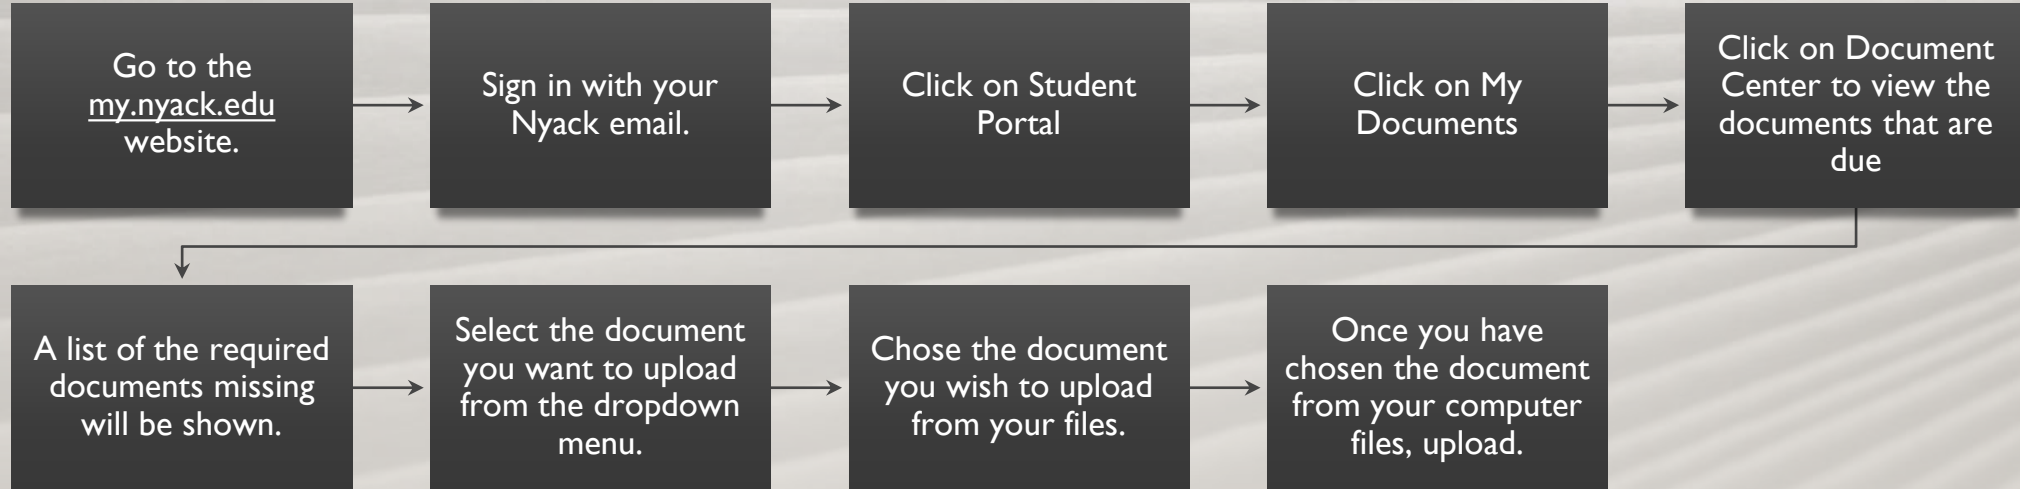 Go to the
my.nyack.edu
website.
Sign in with your
Nyack email.
Click on Student
Portal
Click on My
Documents
Click on Document
Center to view the
documents that are
due
A list of the required
documents missing
will be shown.
Select the document
you want to upload
from the dropdown
menu.
Chose the document
you wish to upload
from your files.
Once you have
chosen the document
from your computer
files, upload.